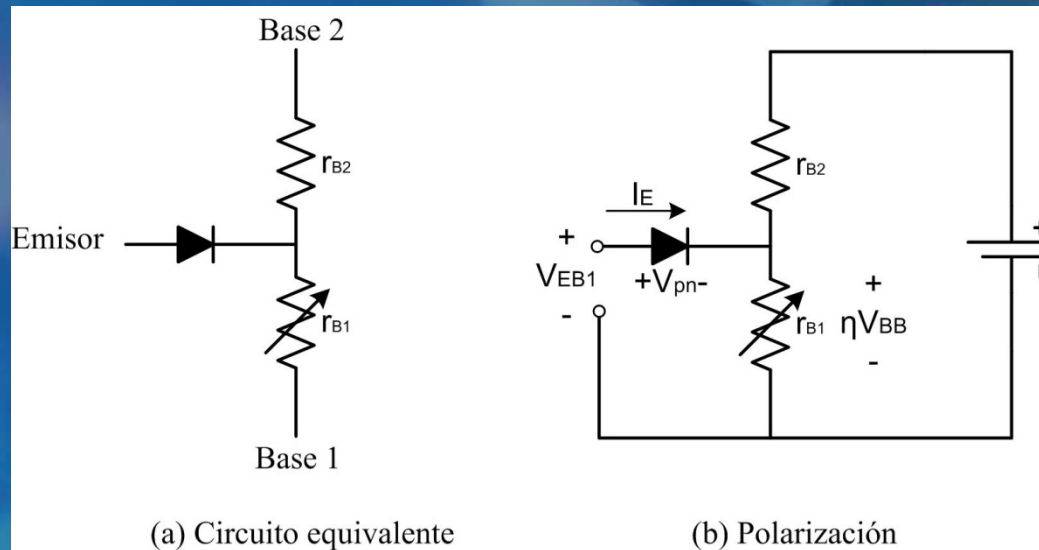 Base 2
rB2
Emisor
rB1
Base 1
(a) Circuito equivalente
rB2
IE
+
VEB1
-
+Vpn-
rB1
+
ηVBB
-
+
(b) Polarización